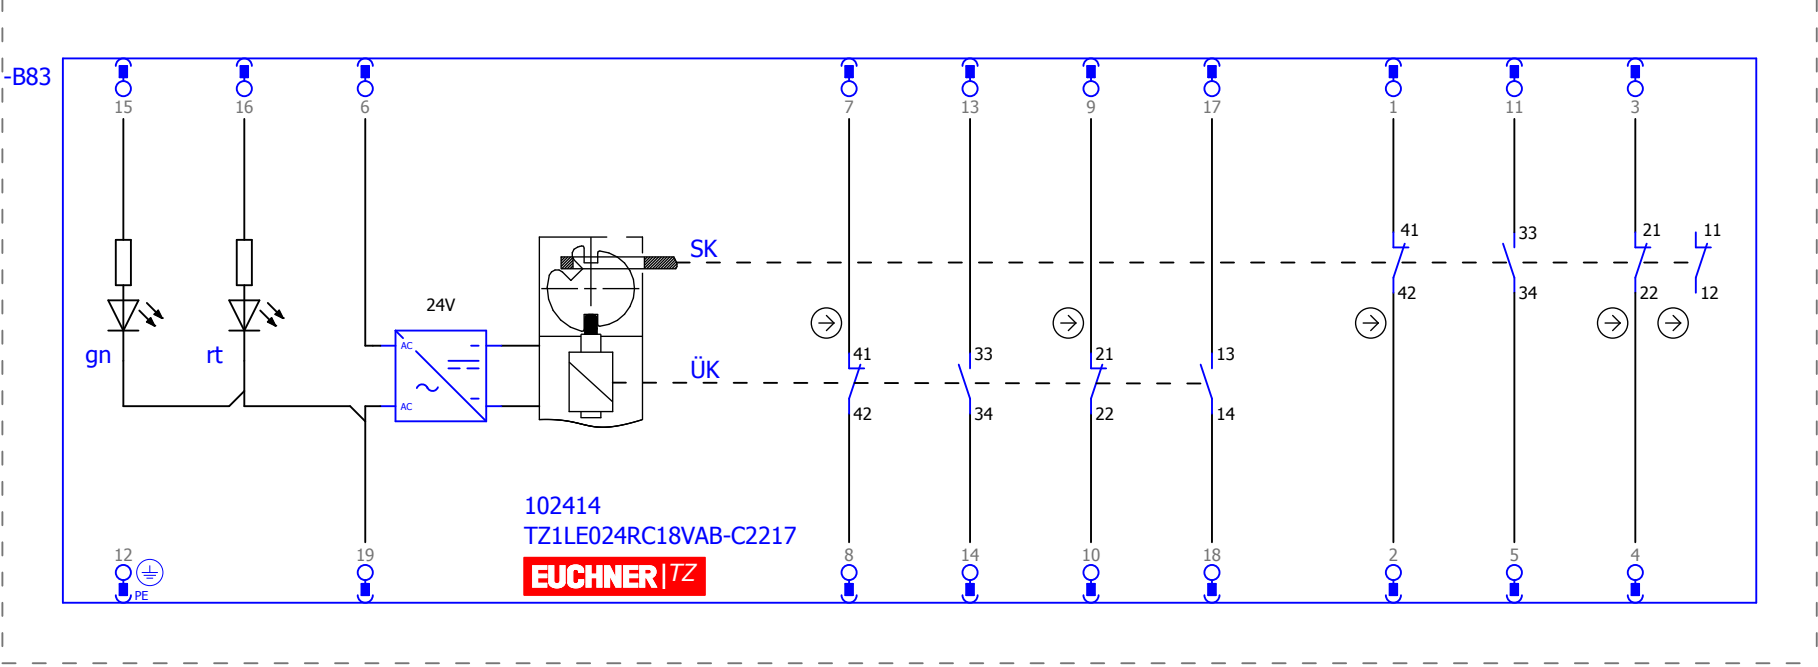 -B83
15 16 6 7 13 9 17 1 11 3
41 33 21 11
SK
42 34 22 12
24V
gn rt
AC
AC
ÜK
41 33 21 13
42 34 22 14
102414
TZ1LE024RC18VAB-C2217
EUCHNER|TZ
12 19 8 14 10 18 2 5 4
PE